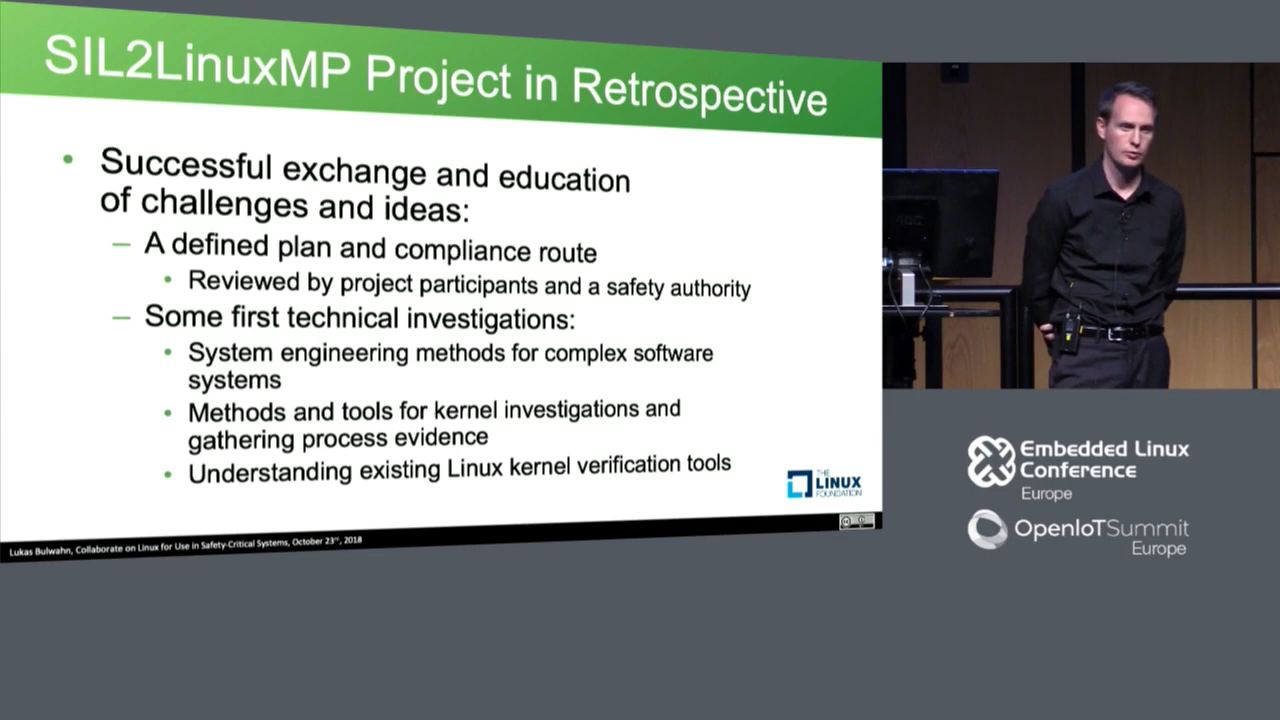 SIL2LinuxMP Project in Retrospective
• Successful exchange and education
of challenges and ideas:
– A defined plan and compliance route
• Reviewed by project participants and a safety authority
– Some first technical investigations:
• System engineering methods for complex software
systems
• Methods and tools for kernel investigations and
gathering process evidence
• Understanding existing Linux kernel verification tools
THE
LINUX
FOUNDATION
Lukas Bulwahn, Collaborate on Linux for Use in Safety-Critical Systems, October 23rd, 2018
Embedded Linux
Conference
Europe
OpenIoTSummit
Europe